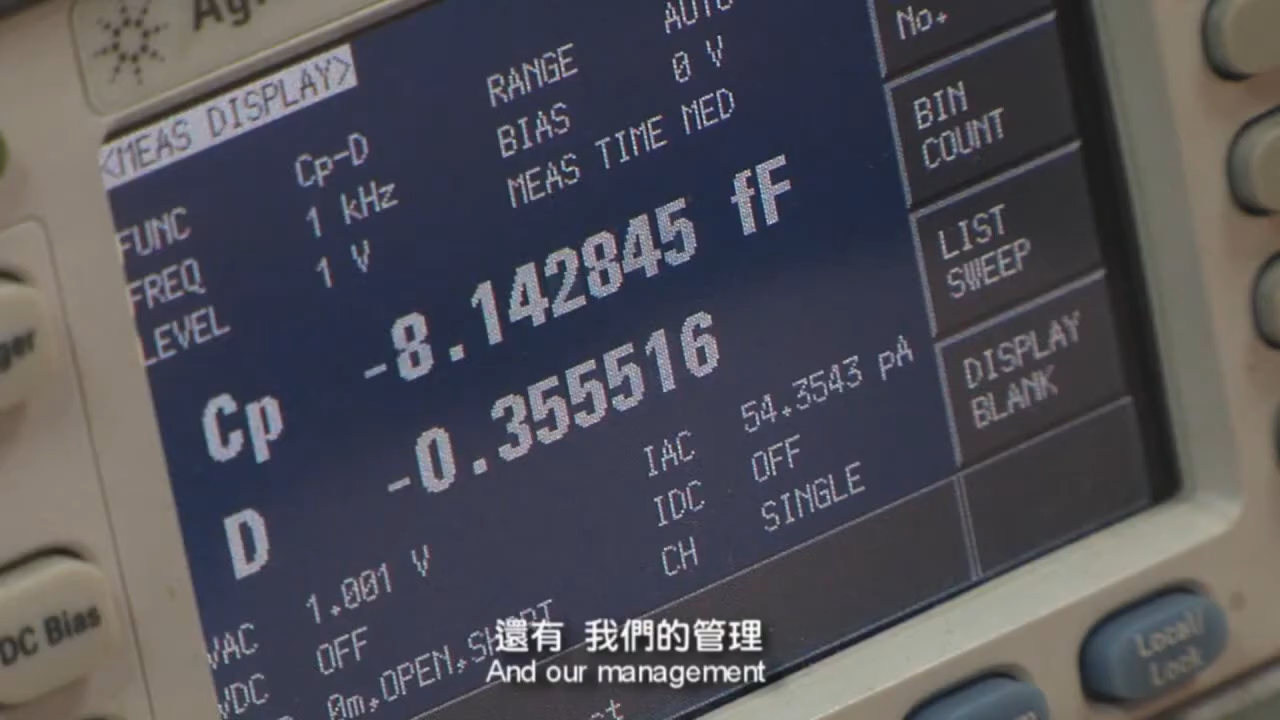 Ag
<MEAS DISPLAY>
FUNC Cp-D RANGE AUTO
FREQ 1 kHz BIAS 0 V
LEVEL 1 V MEAS TIME MED
Cp -8.142845 fF
D -0.355516
VAC 1.001 V IAC 54.3543 pA
VDC OFF IDC OFF
0m,OPEN,SHORT CH SINGLE
No.
BIN
COUNT
LIST
SWEEP
DISPLAY
BLANK
DC Bias
Local/
Lock
還有 我們的管理
And our management